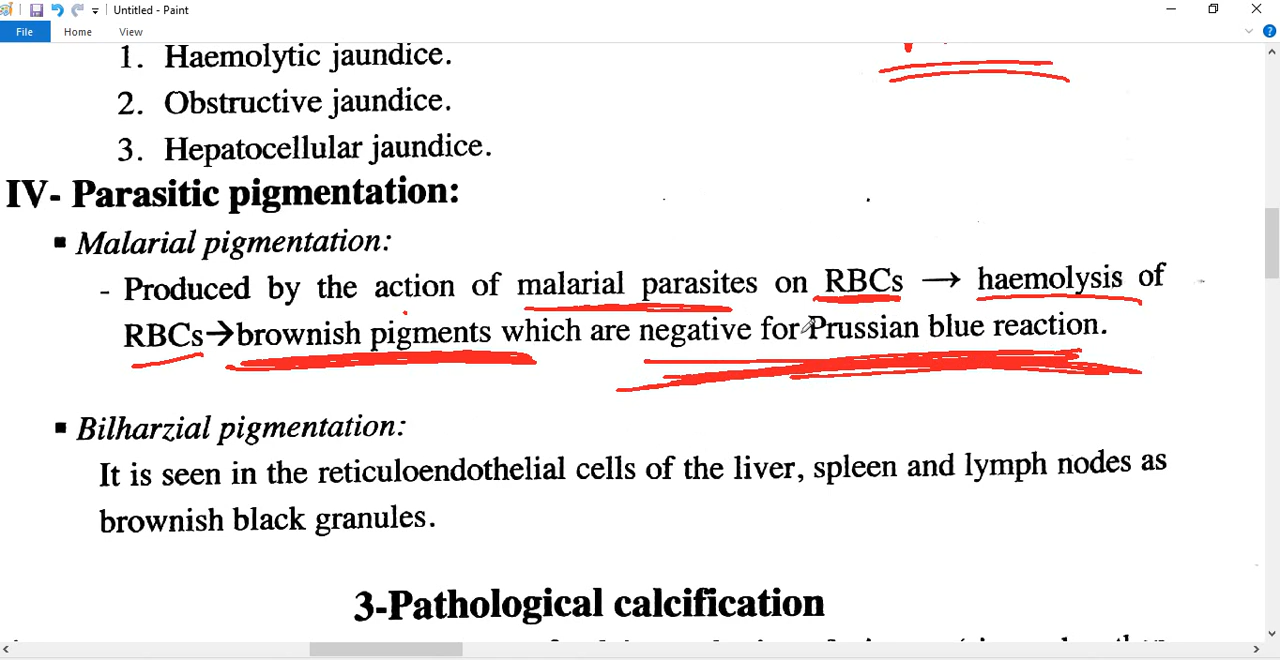 Untitled - Paint
File Home View
1. Haemolytic jaundice.
2. Obstructive jaundice.
3. Hepatocellular jaundice.
IV- Parasitic pigmentation:
▪ Malarial pigmentation:
- Produced by the action of malarial parasites on RBCs → haemolysis of
RBCs→brownish pigments which are negative for Prussian blue reaction.
▪ Bilharzial pigmentation:
It is seen in the reticuloendothelial cells of the liver, spleen and lymph nodes as
brownish black granules.
3-Pathological calcification